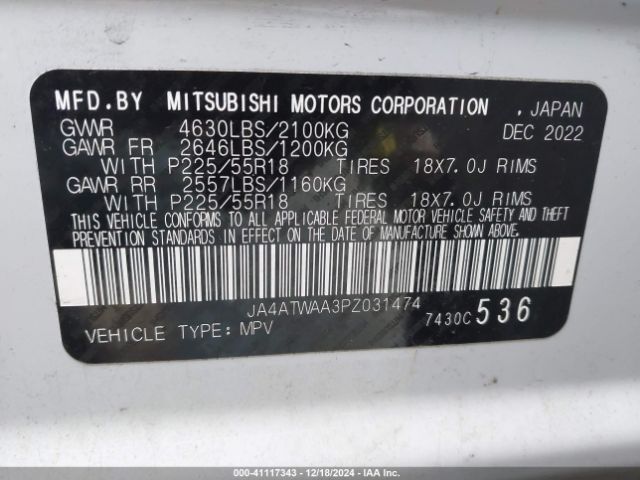 MFD.BY MITSUBISHI MOTORS CORPORATION , JAPAN
GVWR 4630LBS/2100KG DEC 2022
GAWR FR 2646LBS/1200KG
WITH P225/55R18 TIRES 18X7.0J RIMS
GAWR RR 2557LBS/1160KG
WITH P225/55R18 TIRES 18X7.0J RIMS
THIS VEHICLE CONFORMS TO ALL APPLICABLE FEDERAL MOTOR VEHICLE SAFETY AND THEFT
PREVENTION STANDARDS IN EFFECT ON THE DATE OF MANUFACTURE SHOWN ABOVE.
JA4ATWAA3PZ031474
VEHICLE TYPE: MPV 7430C 536
000-41117343 - 12/18/2024 - IAAI.COM